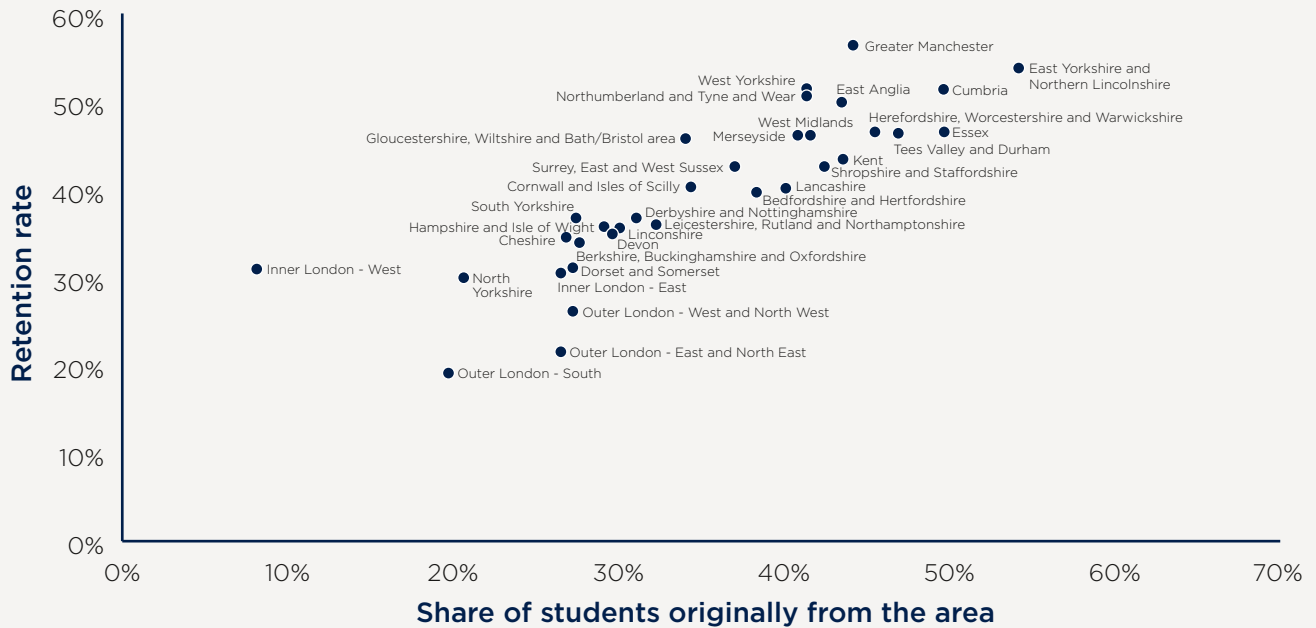 60%
Greater Manchester
East Yorkshire and
Northern Lincolnshire
West Yorkshire
East Anglia
Cumbria
Northumberland and Tyne and Wear
50%
Herefordshire, Worcestershire and Warwickshire
West Midlands
Essex
Merseyside
Gloucestershire, Wiltshire and Bath/Bristol area
Tees Valley and Durham
Kent
Surrey, East and West Sussex
Shropshire and Staffordshire
Cornwall and Isles of Scilly
Lancashire
40%
Bedfordshire and Hertfordshire
South Yorkshire
Derbyshire and Nottinghamshire
Leicestershire, Rutland and Northamptonshire
Hampshire and Isle of Wight
Linconshire
Cheshire
Devon
Berkshire, Buckinghamshire and Oxfordshire
Inner London - West
Dorset and Somerset
North
Yorkshire
30%
Inner London - East
Outer London - West and North West
Outer London - East and North East
20%
Outer London - South
10%
0%
Retention rate
0%
10%
20%
30%
40%
50%
60%
70%
Share of students originally from the area